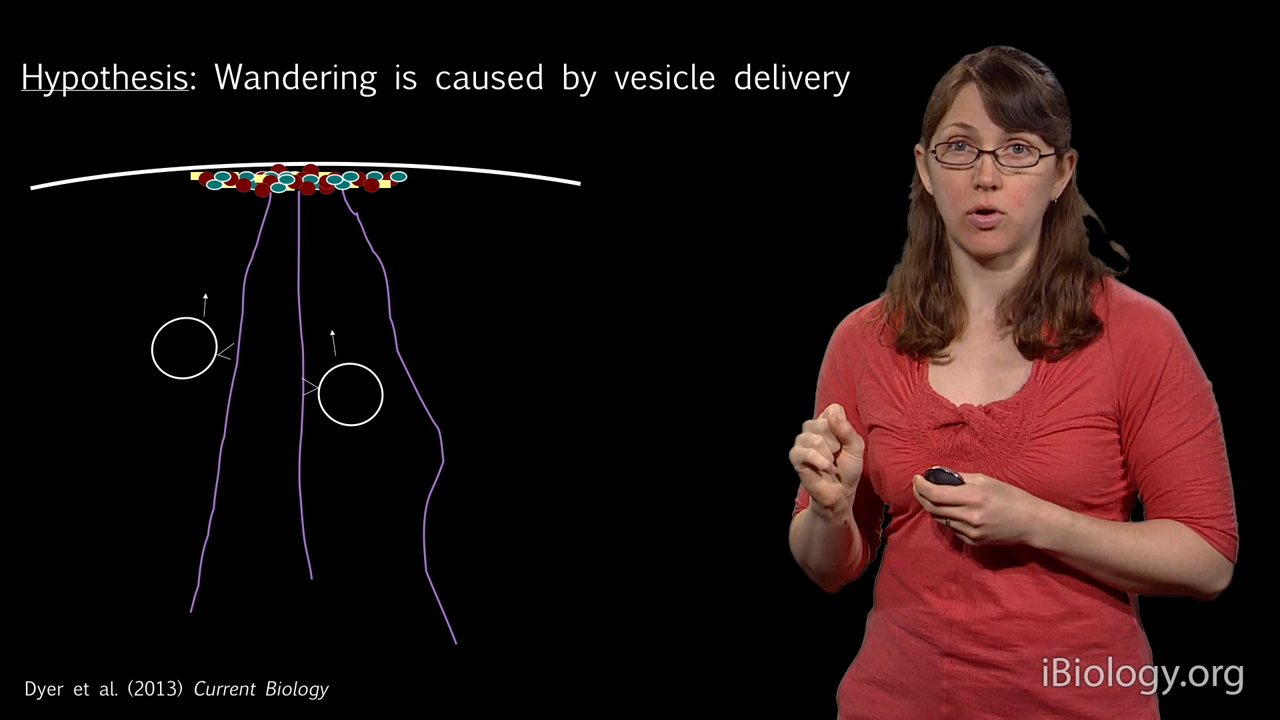 Hypothesis: Wandering is caused by vesicle delivery
Dyer et al. (2013) Current Biology
iBiology.org